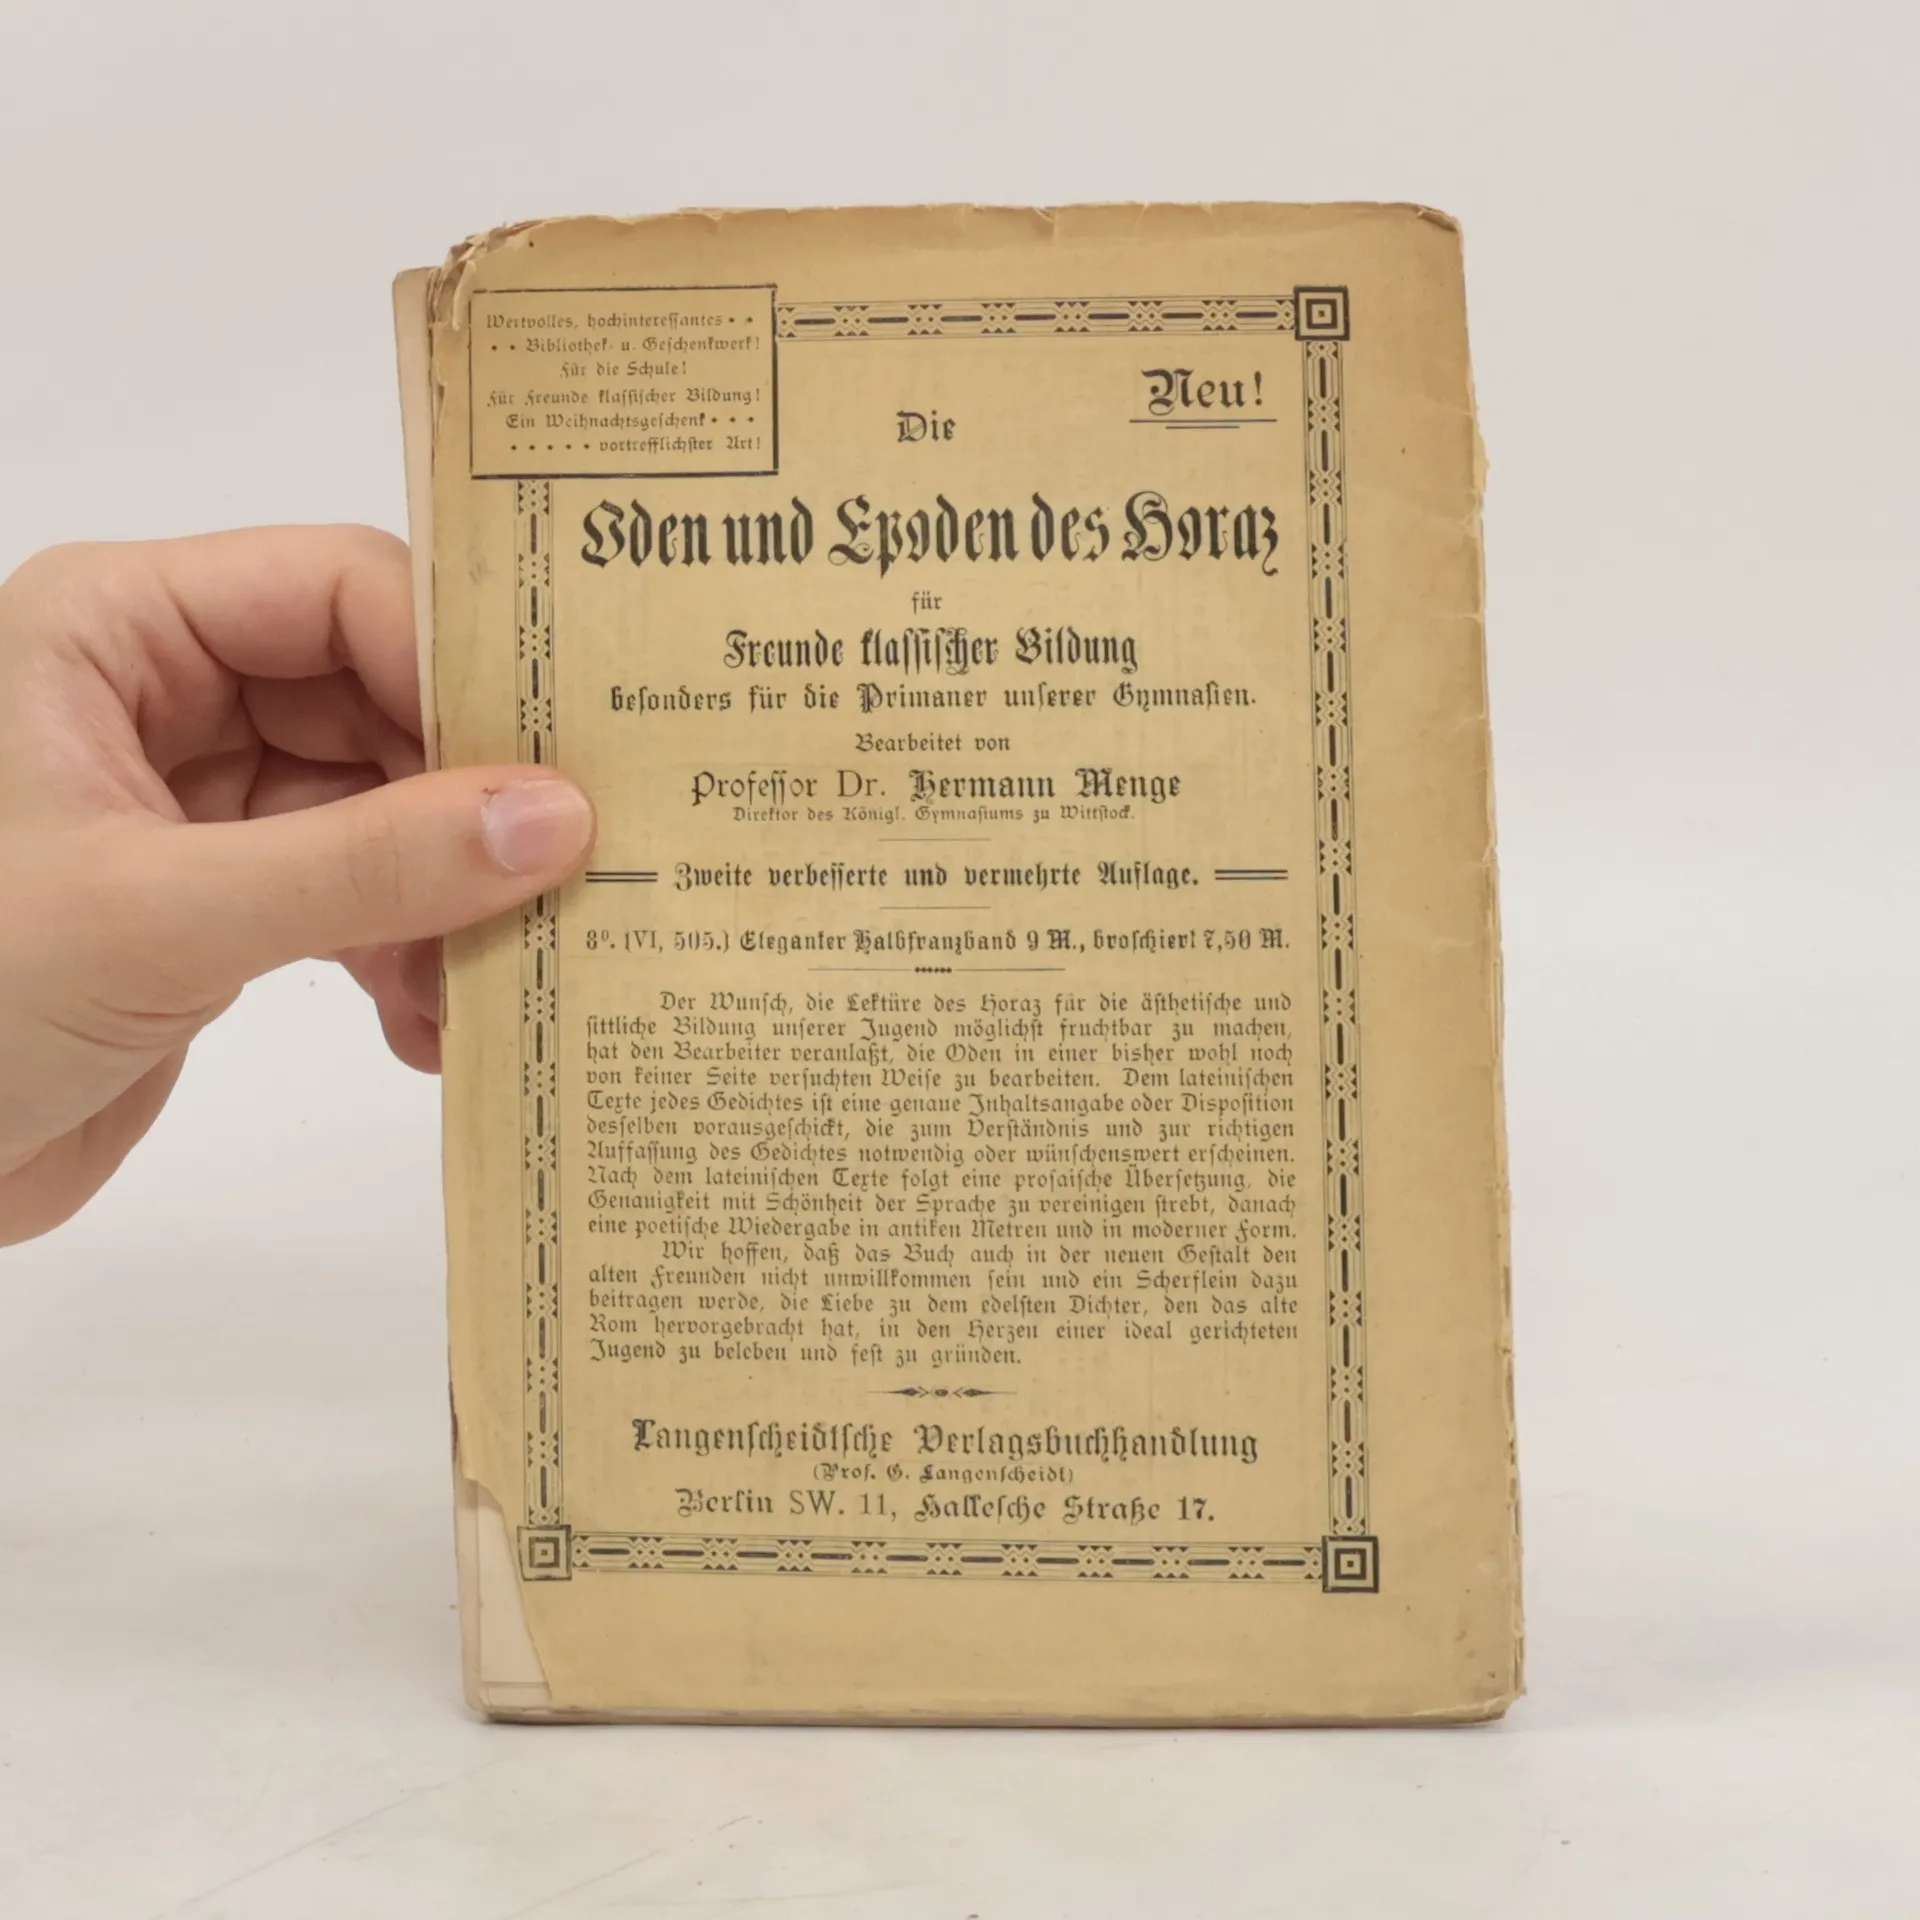 Wertvolles, hochinteressantes • •
• • Bibliothek- u. Geschenkwerk!
Für die Schule!
Für Freunde klassischer Bildung!
Ein Weihnachtsgeschenk • • •
• • • • • vortrefflichster Art!
Neu!
Die
Oden und Epoden des Horaz
für
Freunde klassischer Bildung
besonders für die Primaner unserer Gymnasien.
Bearbeitet von
Professor Dr. Hermann Menge
Direktor des Königl. Gymnasiums zu Wittstock.
Zweite verbesserte und vermehrte Auflage.
8⁰. (VI, 505.) Eleganter Halbfranzband 9 M., broschiert 7,50 M.
Der Wunsch, die Lektüre des Horaz für die ästhetische und
sittliche Bildung unserer Jugend möglichst fruchtbar zu machen,
hat den Bearbeiter veranlaßt, die Oden in einer bisher wohl noch
von keiner Seite versuchten Weise zu bearbeiten. Dem lateinischen
Texte jedes Gedichtes ist eine genaue Inhaltsangabe oder Disposition
desselben vorausgeschickt, die zum Verständnis und zur richtigen
Auffassung des Gedichtes notwendig oder wünschenswert erscheinen.
Nach dem lateinischen Texte folgt eine prosaische Übersetzung, die
Genauigkeit mit Schönheit der Sprache zu vereinigen strebt, danach
eine poetische Wiedergabe in antiken Metren und in moderner Form.
Wir hoffen, daß das Buch auch in der neuen Gestalt den
alten Freunden nicht unwillkommen sein und ein Scherflein dazu
beitragen werde, die Liebe zu dem edelsten Dichter, den das alte
Rom hervorgebracht hat, in den Herzen einer ideal gerichteten
Jugend zu beleben und fest zu gründen.
Langenscheidtsche Verlagsbuchhandlung
(Prof. G. Langenscheidt)
Berlin SW. 11, Hallesche Straße 17.